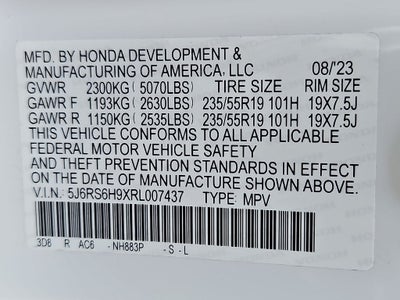 MFD. BY HONDA DEVELOPMENT &
MANUFACTURING OF AMERICA, LLC 08/'23
GVWR 2300KG(5070LBS) TIRE SIZE RIM SIZE
GAWR F 1193KG(2630LBS) 235/55R19 101H 19X7.5J
GAWR R 1150KG(2535LBS) 235/55R19 101H 19X7.5J
THIS VEHICLE CONFORMS TO ALL APPLICABLE
FEDERAL MOTOR VEHICLE SAFETY
AND THEFT PREVENTION STANDARDS IN EFFECT
ON THE DATE OF MANUFACTURE SHOWN ABOVE.
V.I.N.: 5J6RS6H9XRL007437 TYPE: MPV
3D8 R AC6 -NH883P -S-L